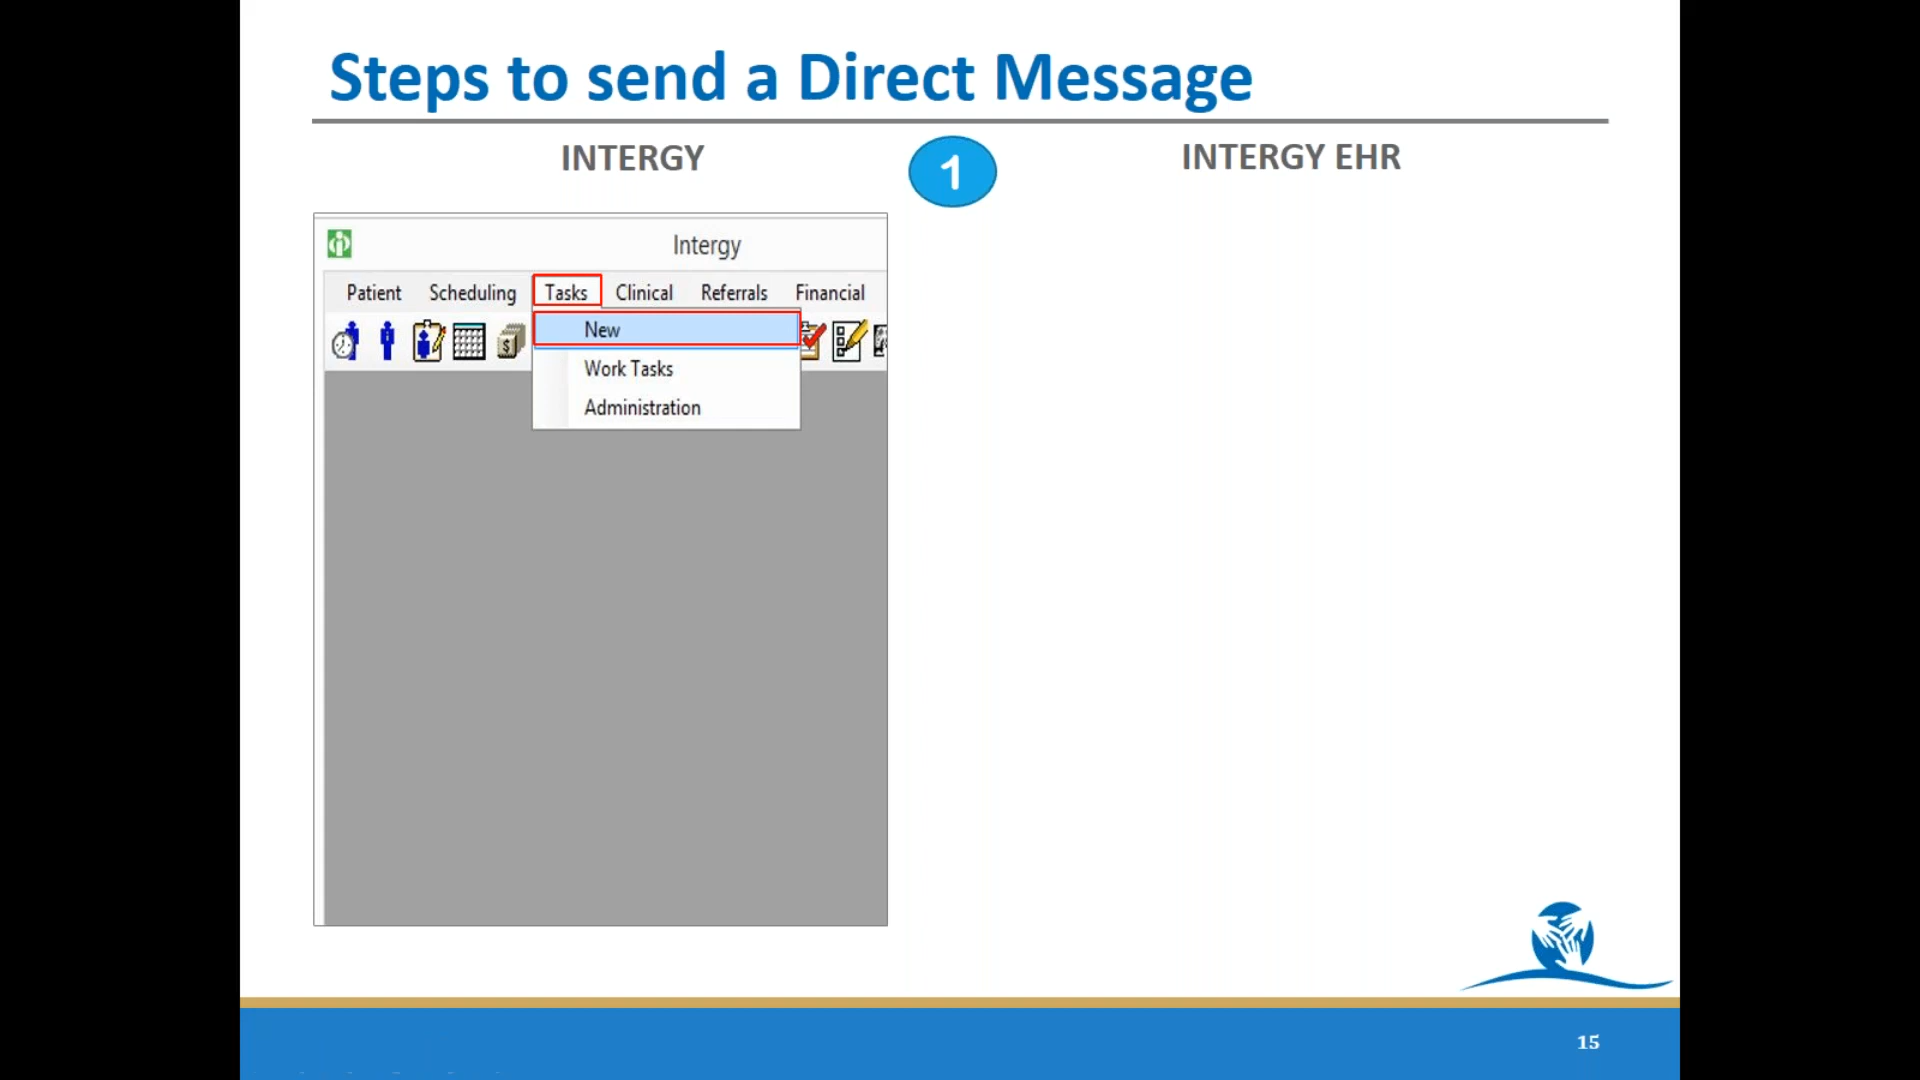 Steps to send a Direct Message
INTERGY
1
INTERGY EHR
Intergy
Patient Scheduling Tasks Clinical Referrals Financial
New
Work Tasks
Administration
15